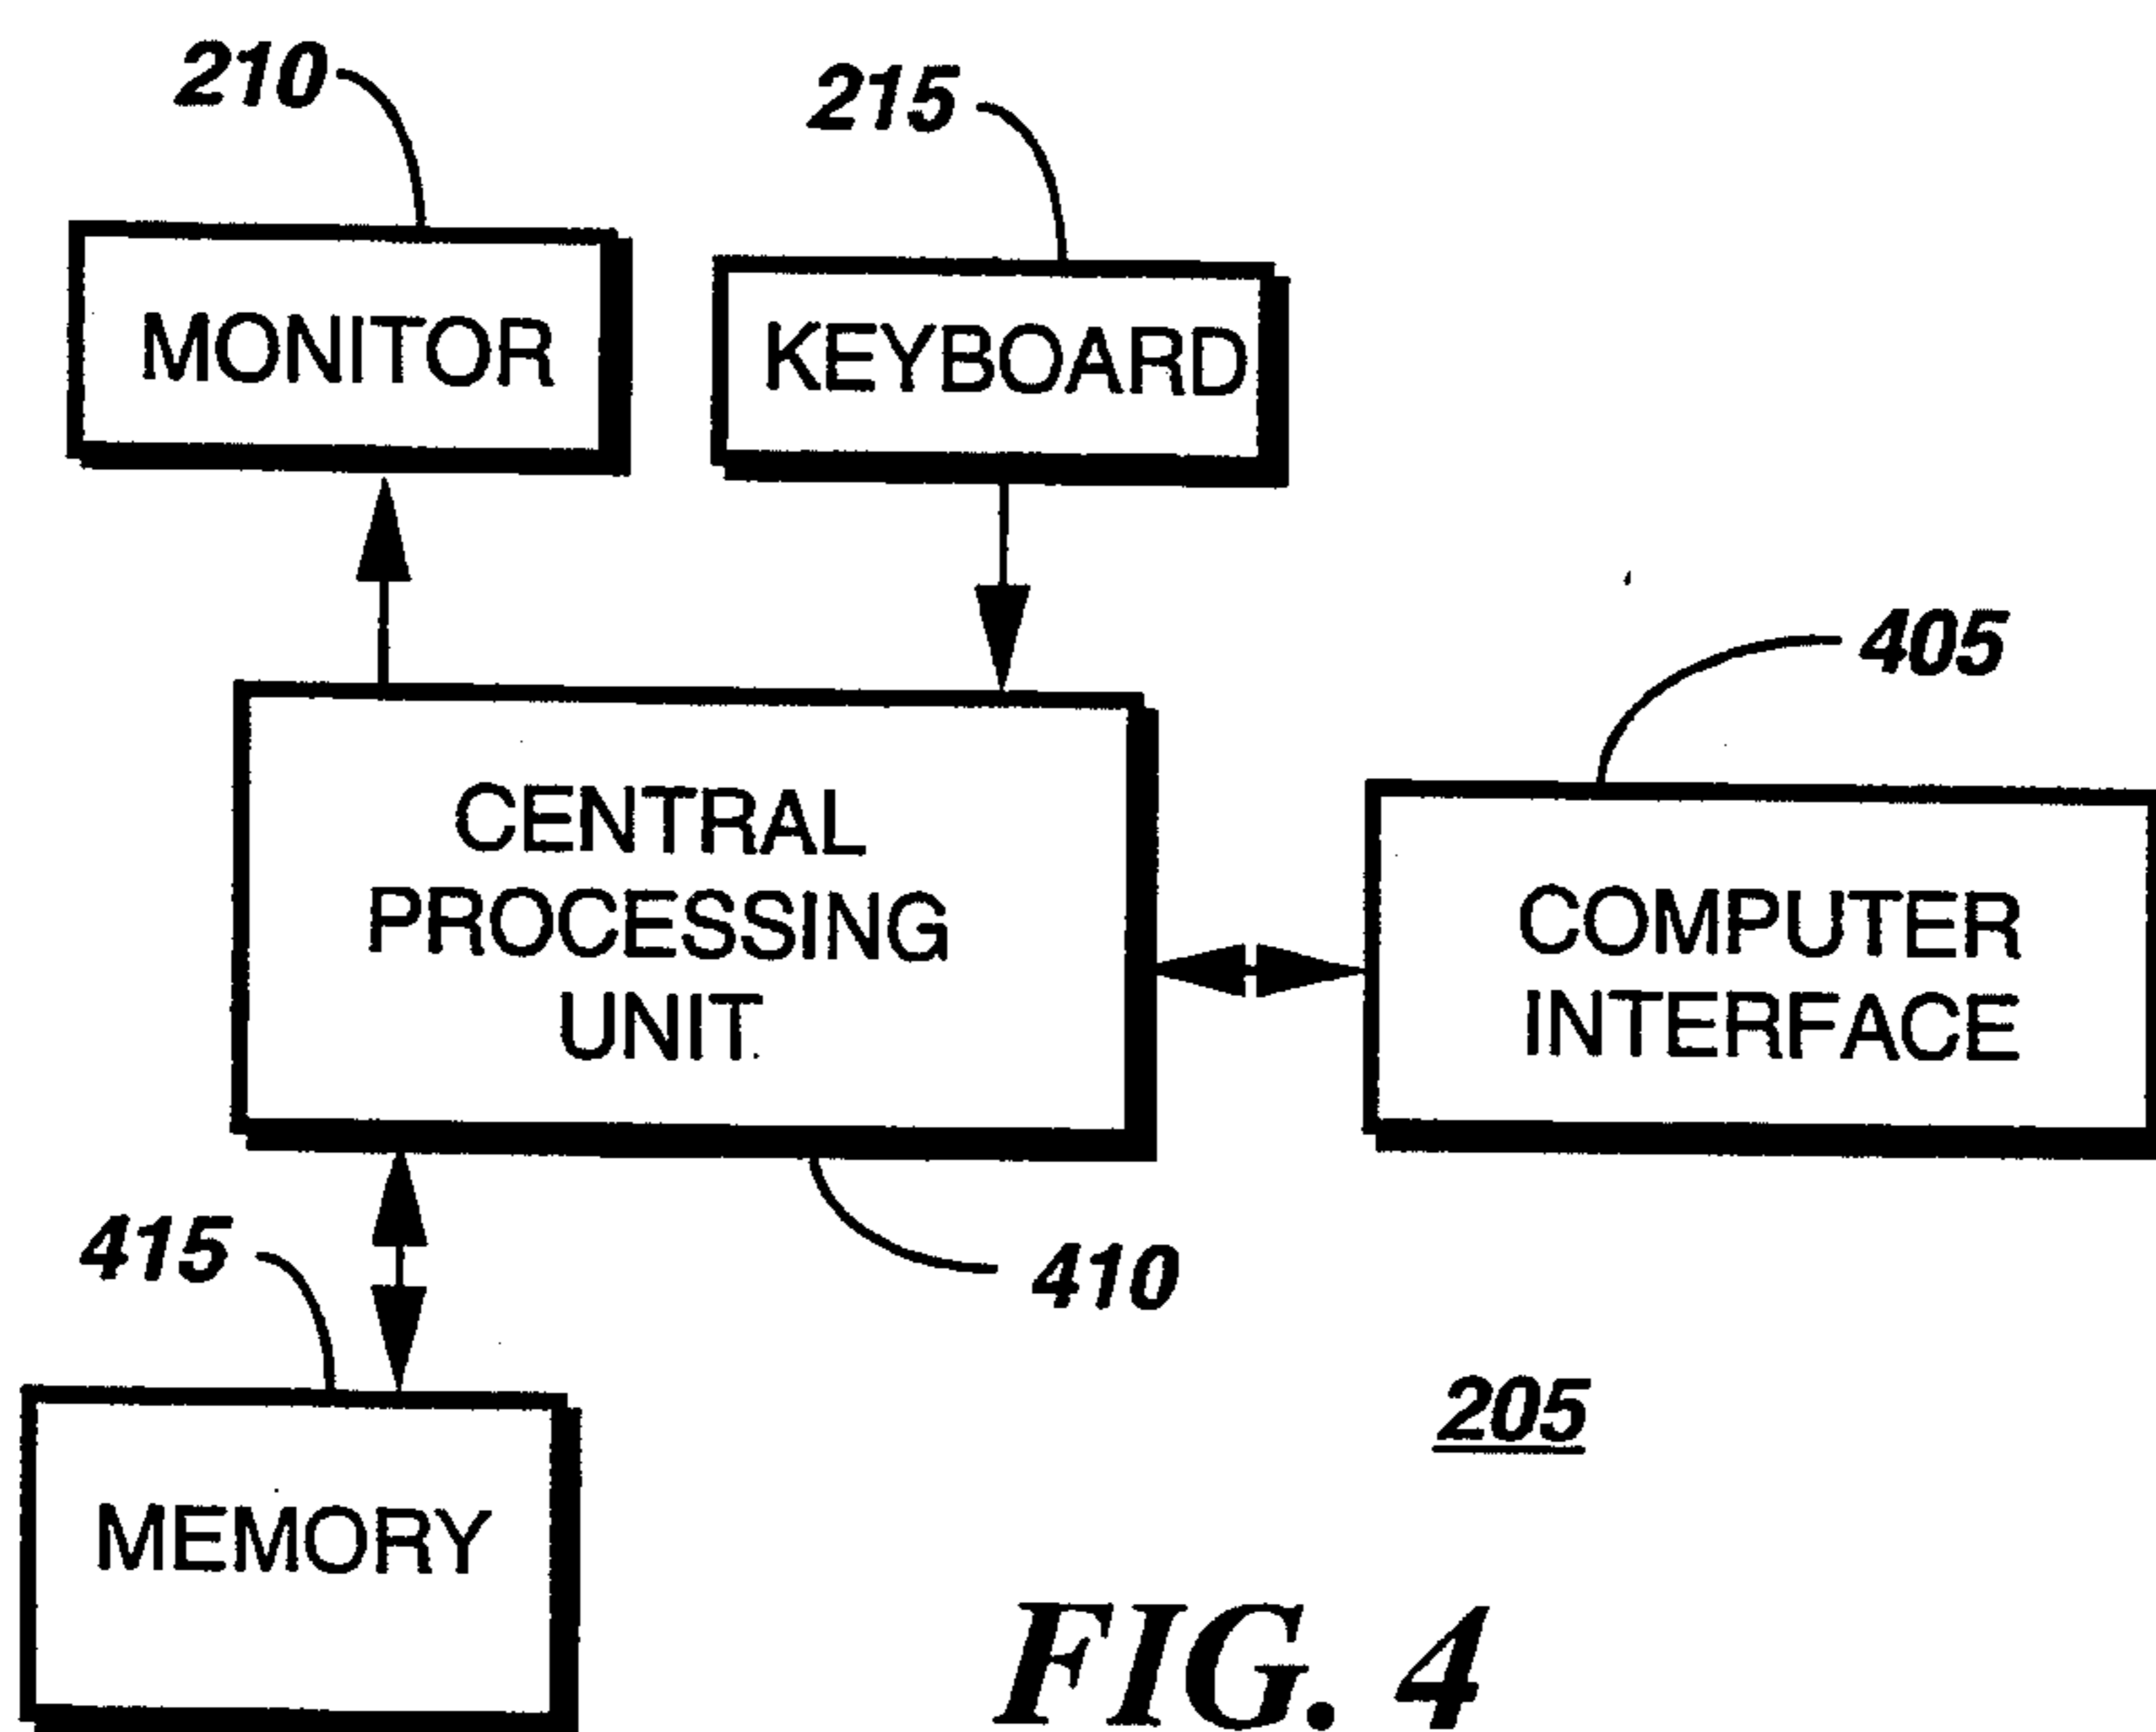 210
215
MONITOR
KEYBOARD
405
CENTRAL
PROCESSING
UNIT
COMPUTER
INTERFACE
415
410
205
MEMORY
FIG. 4